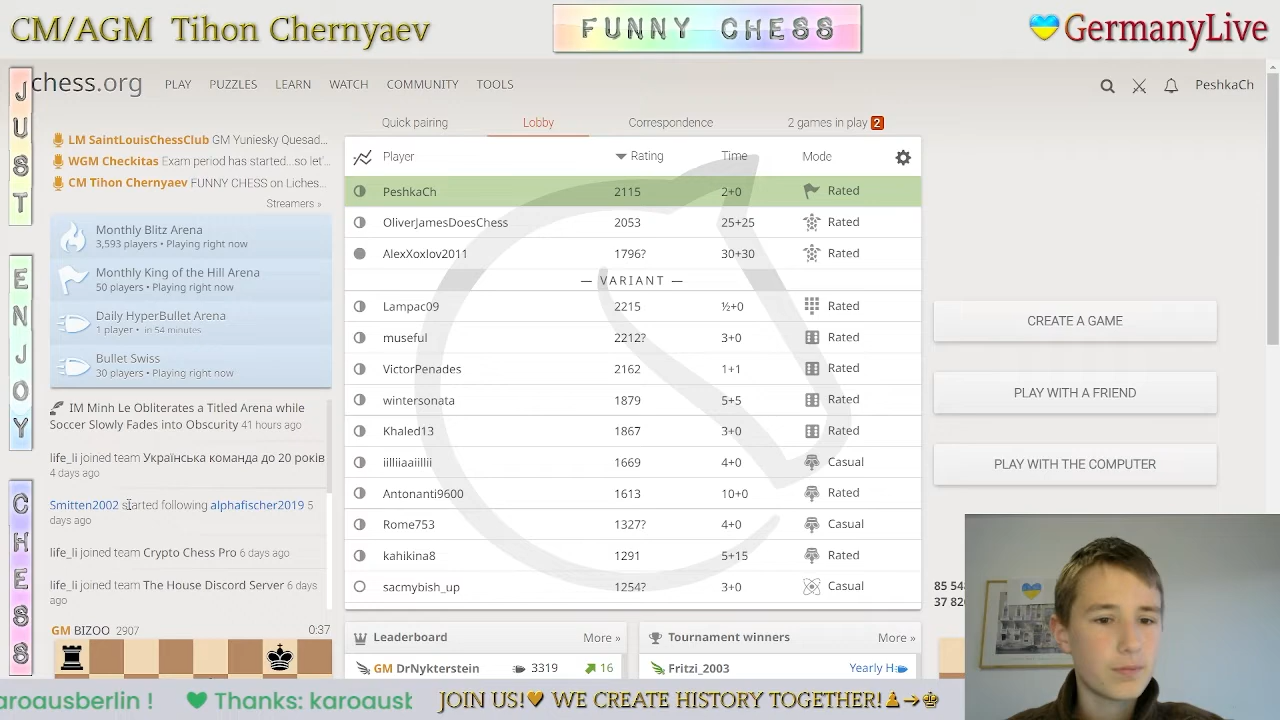 CM/AGM Tihon Chernyaev
FUNNY CHESS
GermanyLive
JUST
ENJOY
CHESS
chess.org
PLAY
PUZZLES
LEARN
WATCH
COMMUNITY
TOOLS
PeshkaCh
LM SaintLouisChessClub GM Yuniesky Quesad...
WGM Checkitas Exam period has started...so let'...
CM Tihon Chernyaev FUNNY CHESS on Liches...
Streamers »
Monthly Blitz Arena
3,593 players • Playing right now
Monthly King of the Hill Arena
50 players • Playing right now
Daily HyperBullet Arena
1 player • in 54 minutes
Bullet Swiss
30 players • Playing right now
IM Minh Le Obliterates a Titled Arena while
Soccer Slowly Fades into Obscurity 41 hours ago
life_li joined team Українська команда до 20 років
4 days ago
Smitten2002 started following alphafischer2019 5
days ago
life_li joined team Crypto Chess Pro 6 days ago
life_li joined team The House Discord Server 6 days
ago
GM BIZOO 2907 0:37
Quick pairing
Lobby
Correspondence
2 games in play 2
Player Rating Time Mode
PeshkaCh 2115 2+0 Rated
OliverJamesDoesChess 2053 25+25 Rated
AlexXoxlov2011 1796? 30+30 Rated
— VARIANT —
Lampac09 2215 ½+0 Rated
museful 2212? 3+0 Rated
VictorPenades 2162 1+1 Rated
wintersonata 1879 5+5 Rated
Khaled13 1867 3+0 Rated
iilliiaaiillii 1669 4+0 Casual
Antonanti9600 1613 10+0 Rated
Rome753 1327? 4+0 Casual
kahikina8 1291 5+15 Rated
sacmybish_up 1254? 3+0 Casual
Leaderboard More »
GM DrNykterstein 3319 16
Tournament winners More »
Fritzi_2003 Yearly H
CREATE A GAME
PLAY WITH A FRIEND
PLAY WITH THE COMPUTER
85 54
37 82
aroausberlin !
Thanks: karoausb
JOIN US! WE CREATE HISTORY TOGETHER!